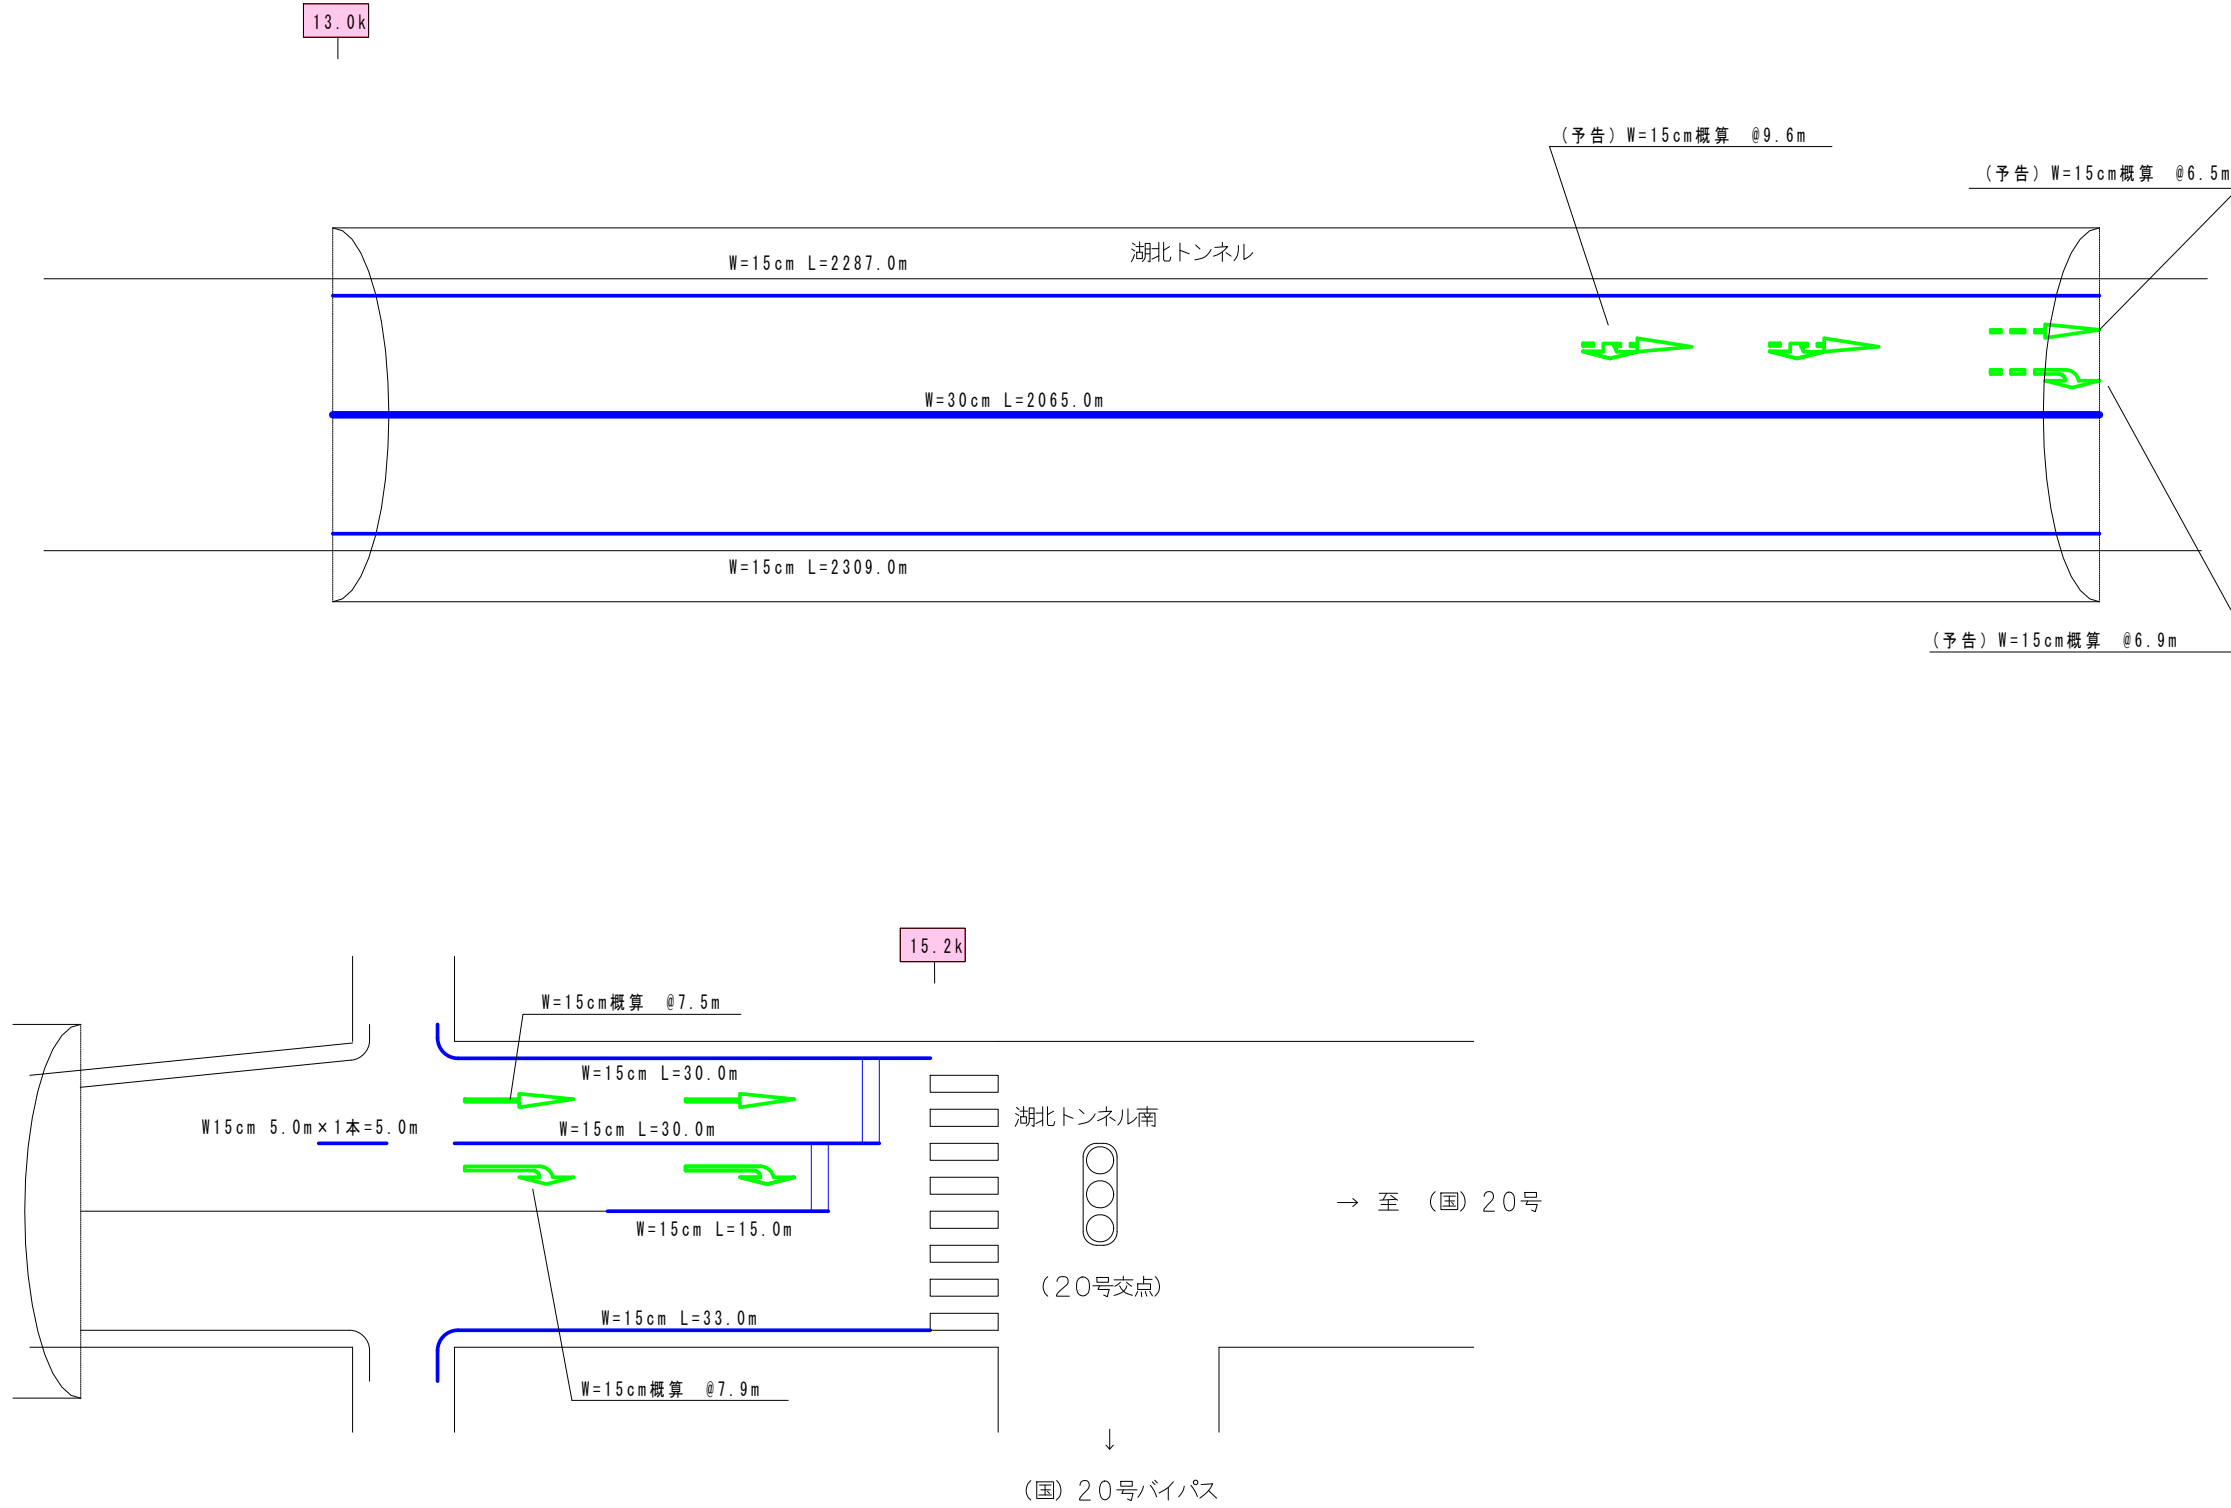 13.0k
(予告) W=15cm概算 @9.6m
(予告) W=15cm概算 @6.5m
湖北トンネル
W=15cm L=2287.0m
W=30cm L=2065.0m
W=15cm L=2309.0m
(予告) W=15cm概算 @6.9m
15.2k
W=15cm概算 @7.5m
W=15cm L=30.0m
湖北トンネル南
W15cm 5.0m×1本=5.0m
W=15cm L=30.0m
→ 至 (国) 20号
W=15cm L=15.0m
(20号交点)
W=15cm L=33.0m
W=15cm概算 @7.9m
↓
(国) 20号バイパス